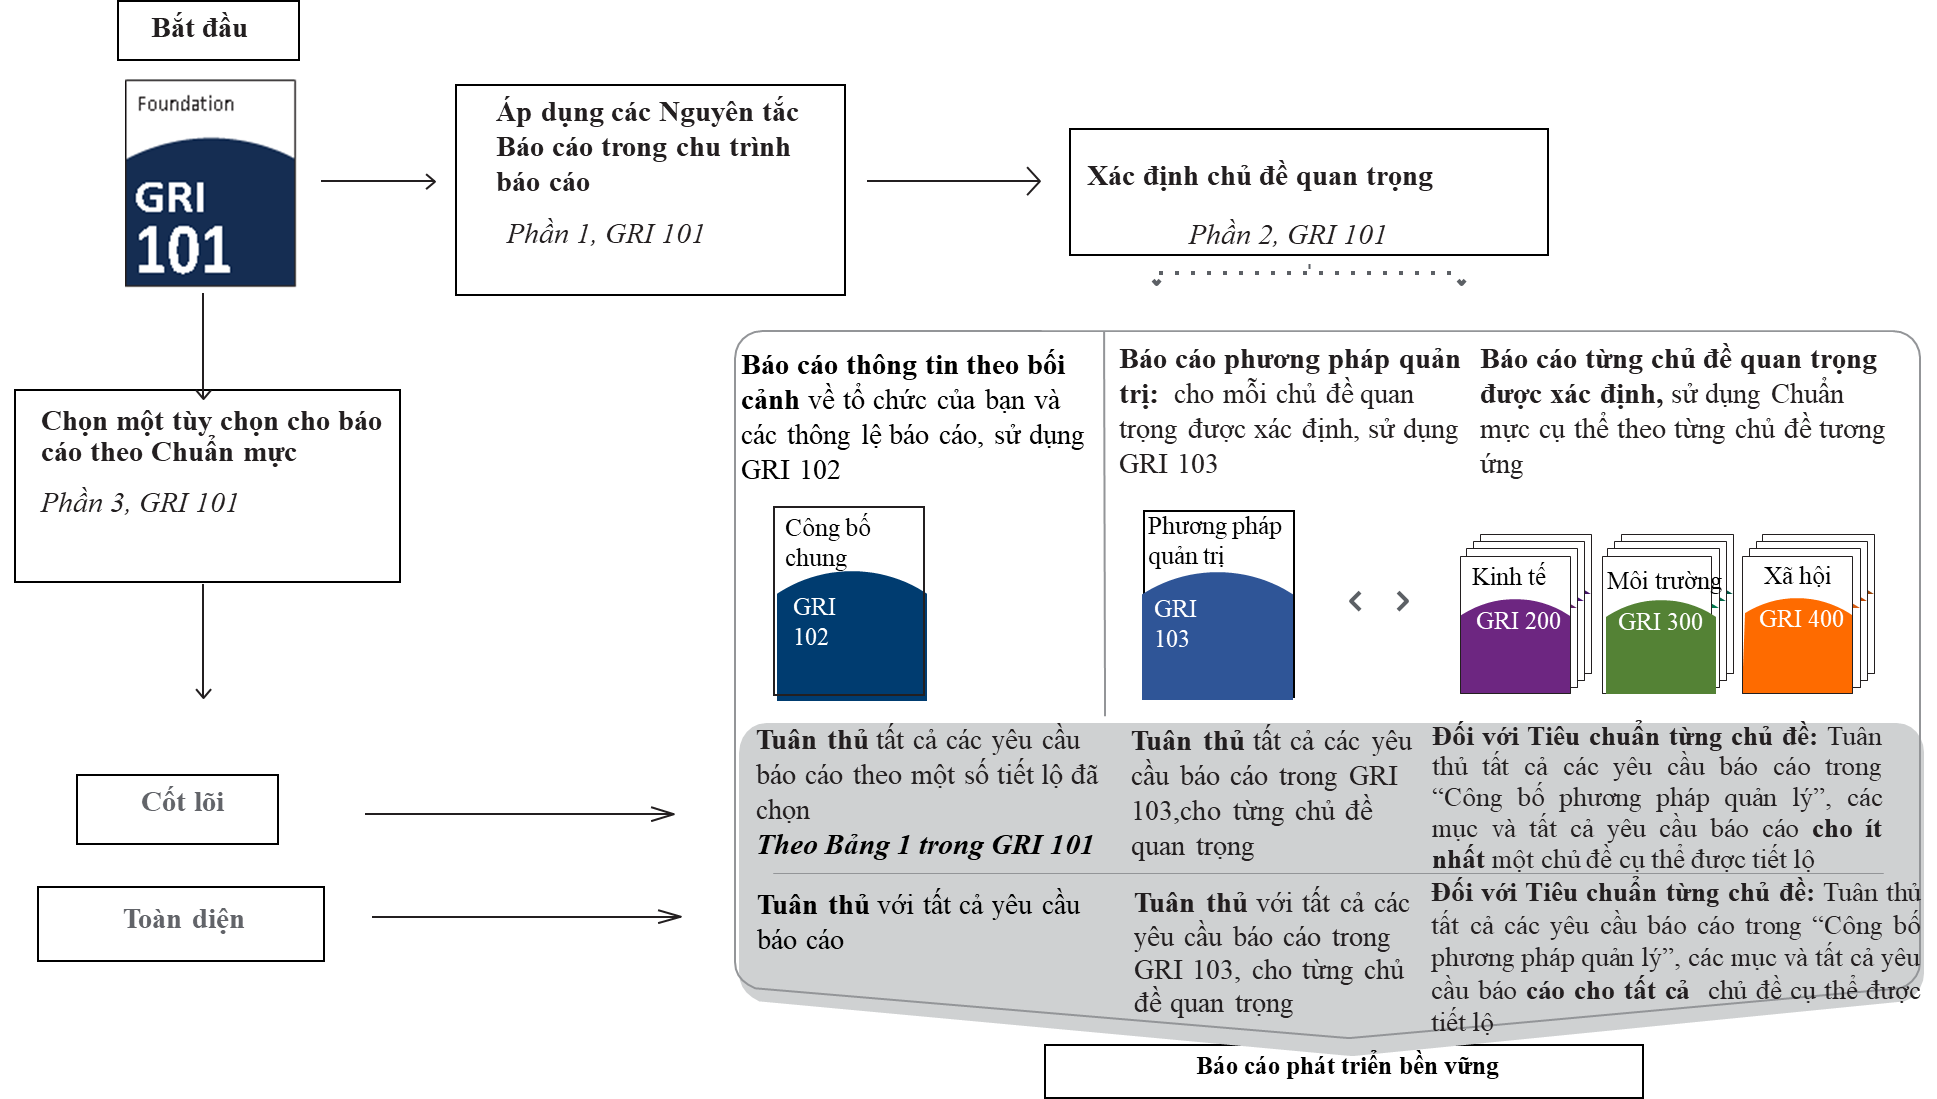 Bắt đầu
Foundation
GRI
101
Áp dụng các Nguyên tắc
Báo cáo trong chu trình
báo cáo
Phần 1, GRI 101
Xác định chủ đề quan trọng
Phần 2, GRI 101
Chọn một tùy chọn cho báo
cáo theo Chuẩn mực
Phần 3, GRI 101
Báo cáo thông tin theo bối
cảnh về tổ chức của bạn và
các thông lệ báo cáo, sử dụng
GRI 102
Báo cáo phương pháp quản
trị: cho mỗi chủ đề quan
trọng được xác định, sử dụng
GRI 103
Báo cáo từng chủ đề quan trọng
được xác định, sử dụng Chuẩn
mực cụ thể theo từng chủ đề tương
ứng
Công bố
chung
GRI
102
Phương pháp
quản trị
GRI
103
Kinh tế
GRI 200
Môi trường
GRI 300
Xã hội
GRI 400
Cốt lõi
Tuân thủ tất cả các yêu cầu
báo cáo theo một số tiết lộ đã
chọn
Theo Bảng 1 trong GRI 101
Tuân thủ tất cả các yêu
cầu báo cáo trong GRI
103,cho từng chủ đề
quan trọng
Đối với Tiêu chuẩn từng chủ đề: Tuân
thủ tất cả các yêu cầu báo cáo trong
“Công bố phương pháp quản lý”, các
mục và tất cả yêu cầu báo cáo cho ít
nhất một chủ đề cụ thể được tiết lộ
Toàn diện
Tuân thủ với tất cả yêu cầu
báo cáo
Tuân thủ với tất cả các
yêu cầu báo cáo trong
GRI 103, cho từng chủ
đề quan trọng
Đối với Tiêu chuẩn từng chủ đề: Tuân thủ
tất cả các yêu cầu báo cáo trong “Công bố
phương pháp quản lý”, các mục và tất cả yêu
cầu báo cáo cho tất cả chủ đề cụ thể được
tiết lộ
Báo cáo phát triển bền vững